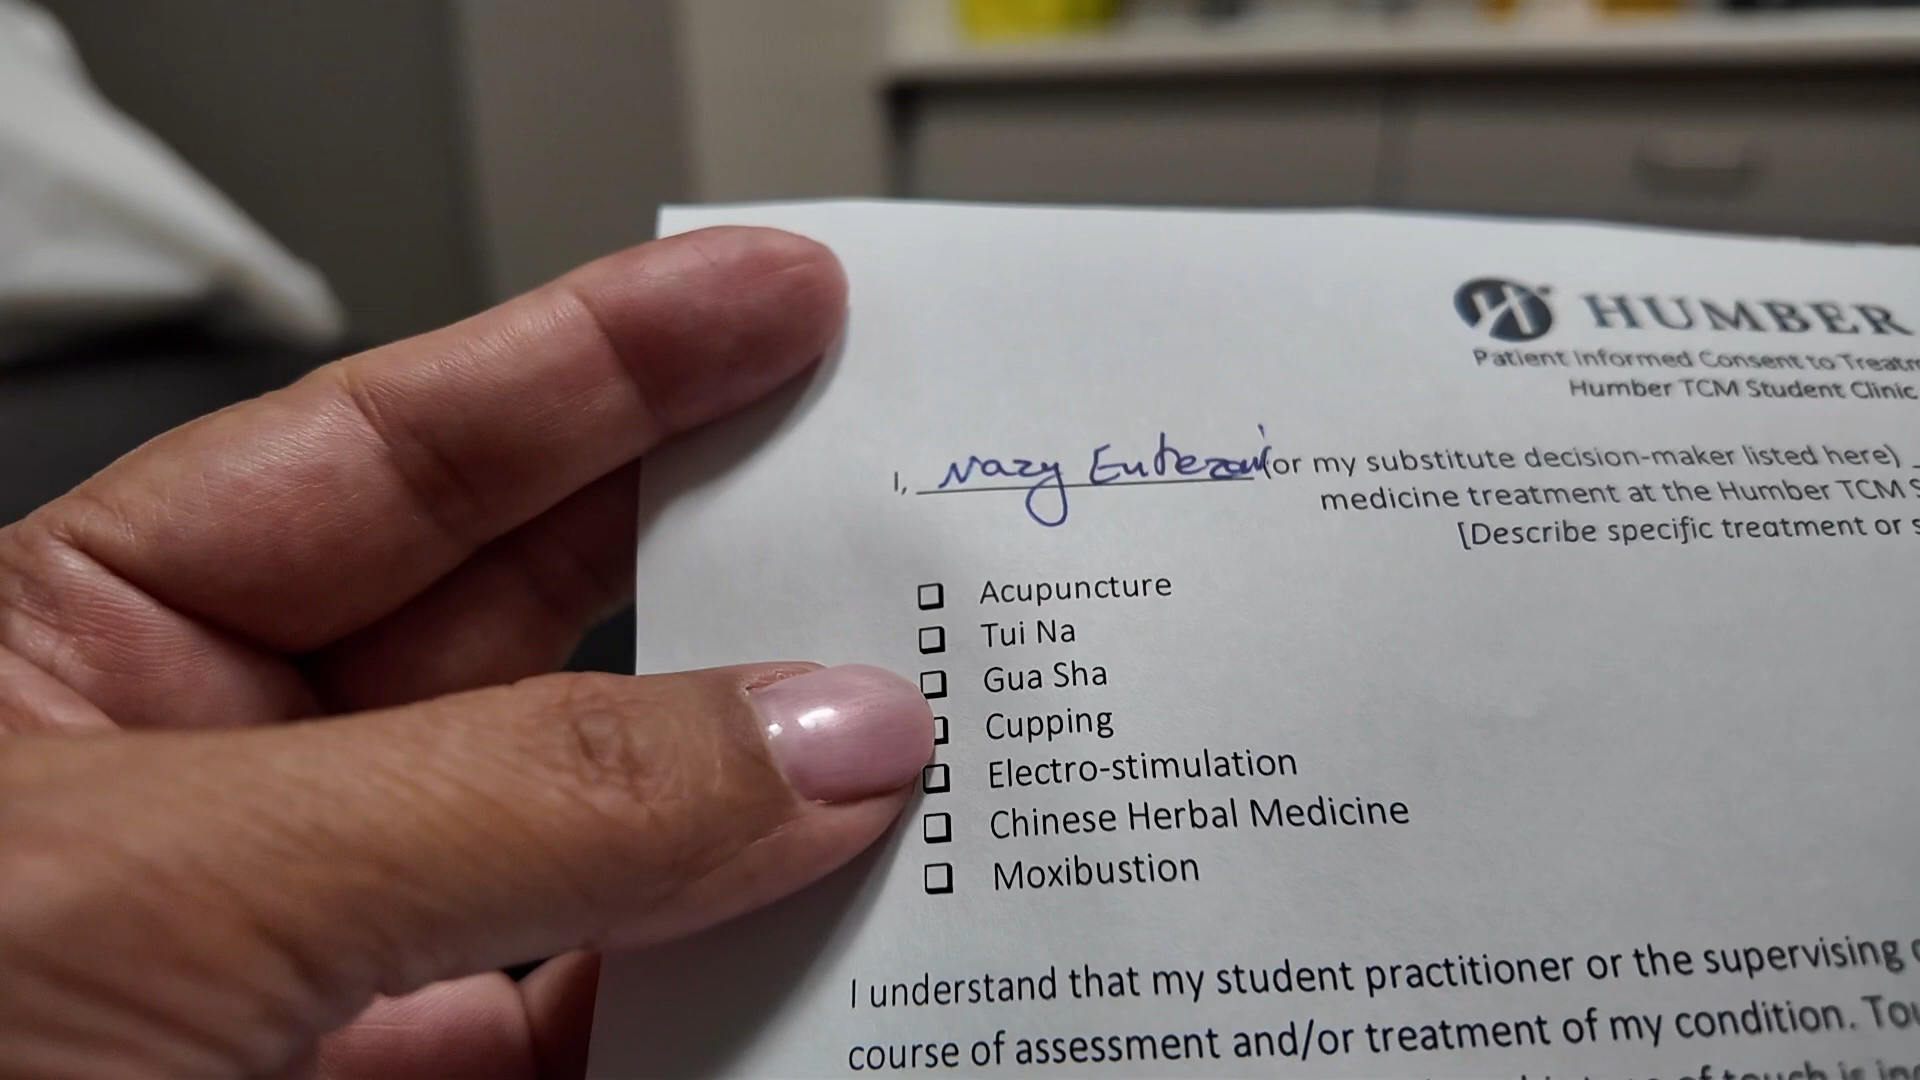 HUMBER
Patient Informed Consent to
Humber TCM Student Clinic
I, Nazy Entezari (or my substitute decision-maker listed here)
medicine treatment at the Humber TCM
[Describe specific treatment or
Acupuncture
Tui Na
Gua Sha
Cupping
Electro-stimulation
Chinese Herbal Medicine
Moxibustion
I understand that my student practitioner or the supervising
course of assessment and/or treatment of my condition.
of touch is